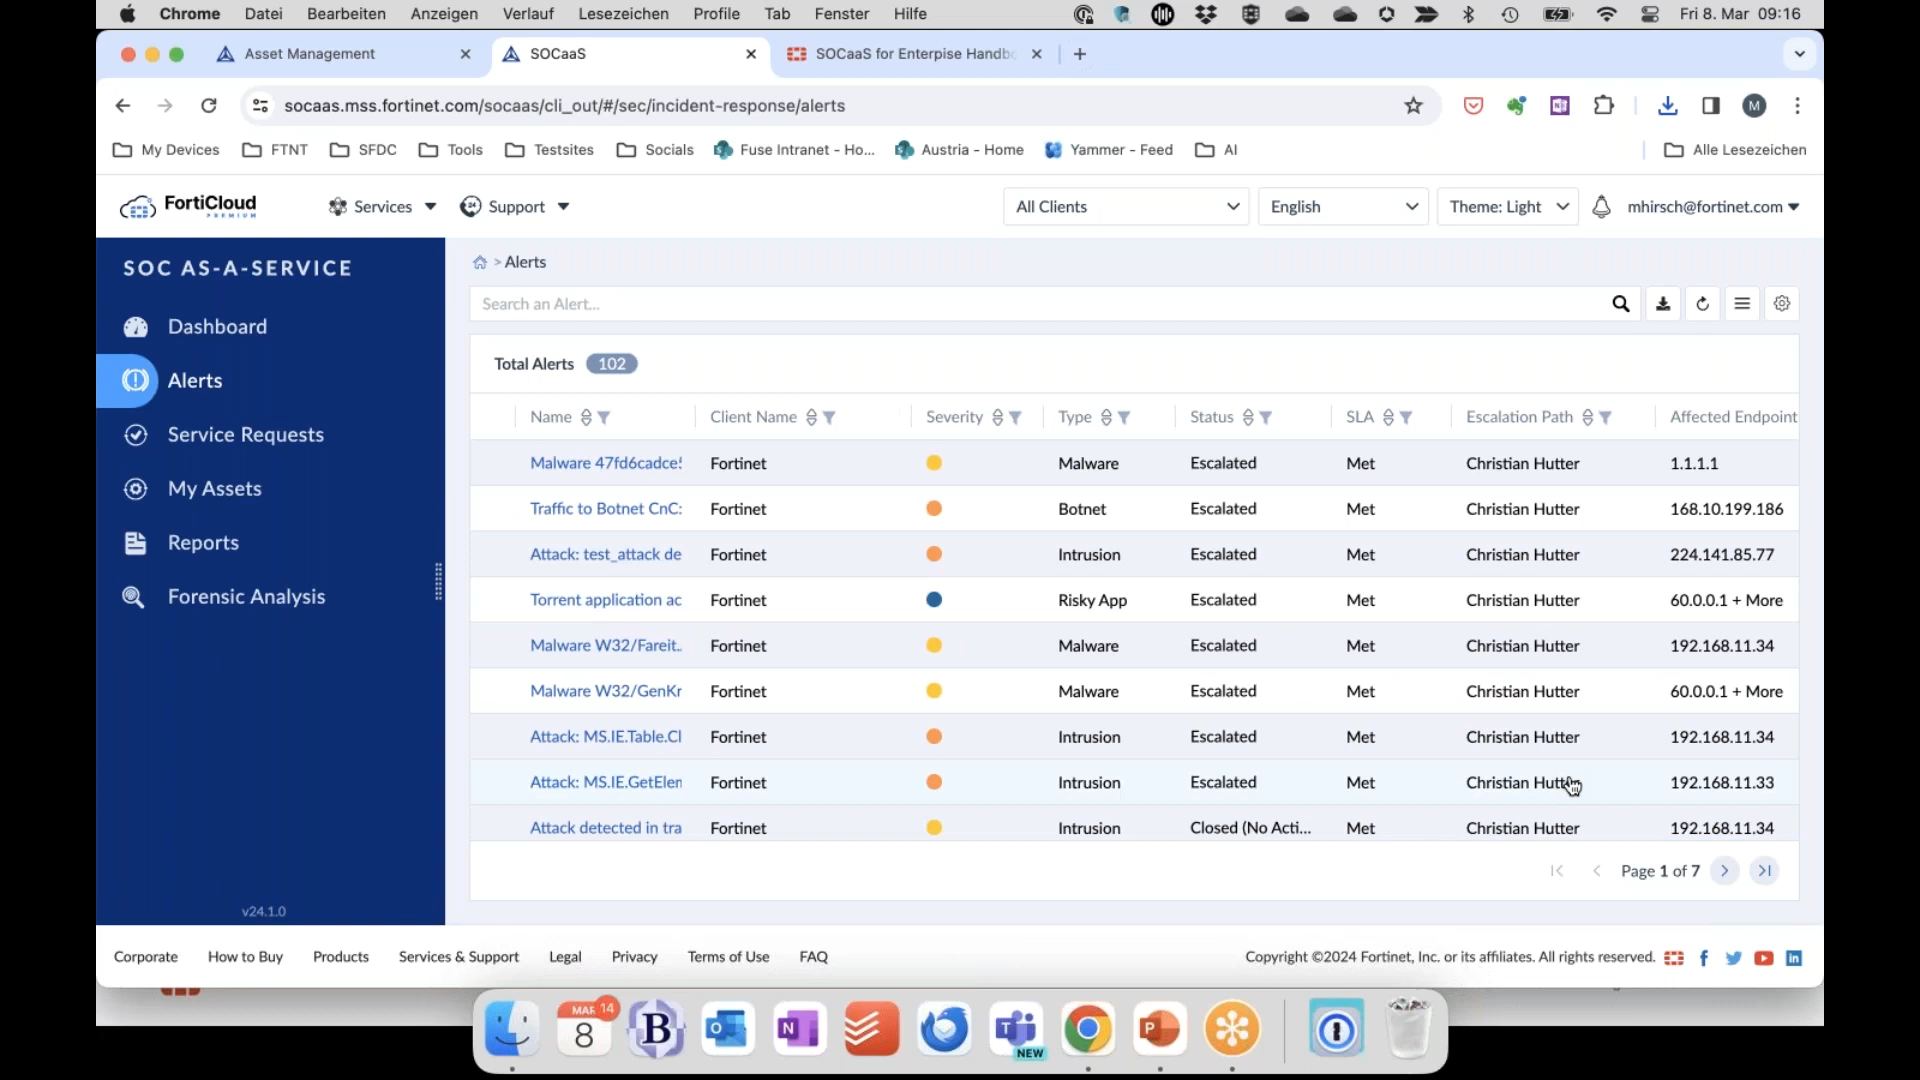 Chrome Datei Bearbeiten Anzeigen Verlauf Lesezeichen Profile Tab Fenster Hilfe Fri 8. Mar 09:16
Asset Management SOCaaS SOCaaS for Enterpise Handbo
socaas.mss.fortinet.com/socaas/cli_out/#/sec/incident-response/alerts M
My Devices FTNT SFDC Tools Testsites Socials Fuse Intranet - Ho... Austria - Home Yammer - Feed AI Alle Lesezeichen
FortiCloud Services Support All Clients English Theme: Light mhirsch@fortinet.com
PREMIUM
SOC AS-A-SERVICE
Dashboard
Alerts
Service Requests
My Assets
Reports
Forensic Analysis
v24.1.0
> Alerts
Search an Alert...
Total Alerts 102
Name Client Name Severity Type Status SLA Escalation Path Affected Endpoint
Malware 47fd6cadce5 Fortinet Malware Escalated Met Christian Hutter 1.1.1.1
Traffic to Botnet CnC: Fortinet Botnet Escalated Met Christian Hutter 168.10.199.186
Attack: test_attack de Fortinet Intrusion Escalated Met Christian Hutter 224.141.85.77
Torrent application ac Fortinet Risky App Escalated Met Christian Hutter 60.0.0.1 + More
Malware W32/Fareit.. Fortinet Malware Escalated Met Christian Hutter 192.168.11.34
Malware W32/GenKr Fortinet Malware Escalated Met Christian Hutter 60.0.0.1 + More
Attack: MS.IE.Table.Cl Fortinet Intrusion Escalated Met Christian Hutter 192.168.11.34
Attack: MS.IE.GetElem Fortinet Intrusion Escalated Met Christian Hutter 192.168.11.33
Attack detected in tra Fortinet Intrusion Closed (No Acti... Met Christian Hutter 192.168.11.34
Page 1 of 7
Corporate How to Buy Products Services & Support Legal Privacy Terms of Use FAQ Copyright ©2024 Fortinet, Inc. or its affiliates. All rights reserved.
MAR 14
8 B O N T P
NEW